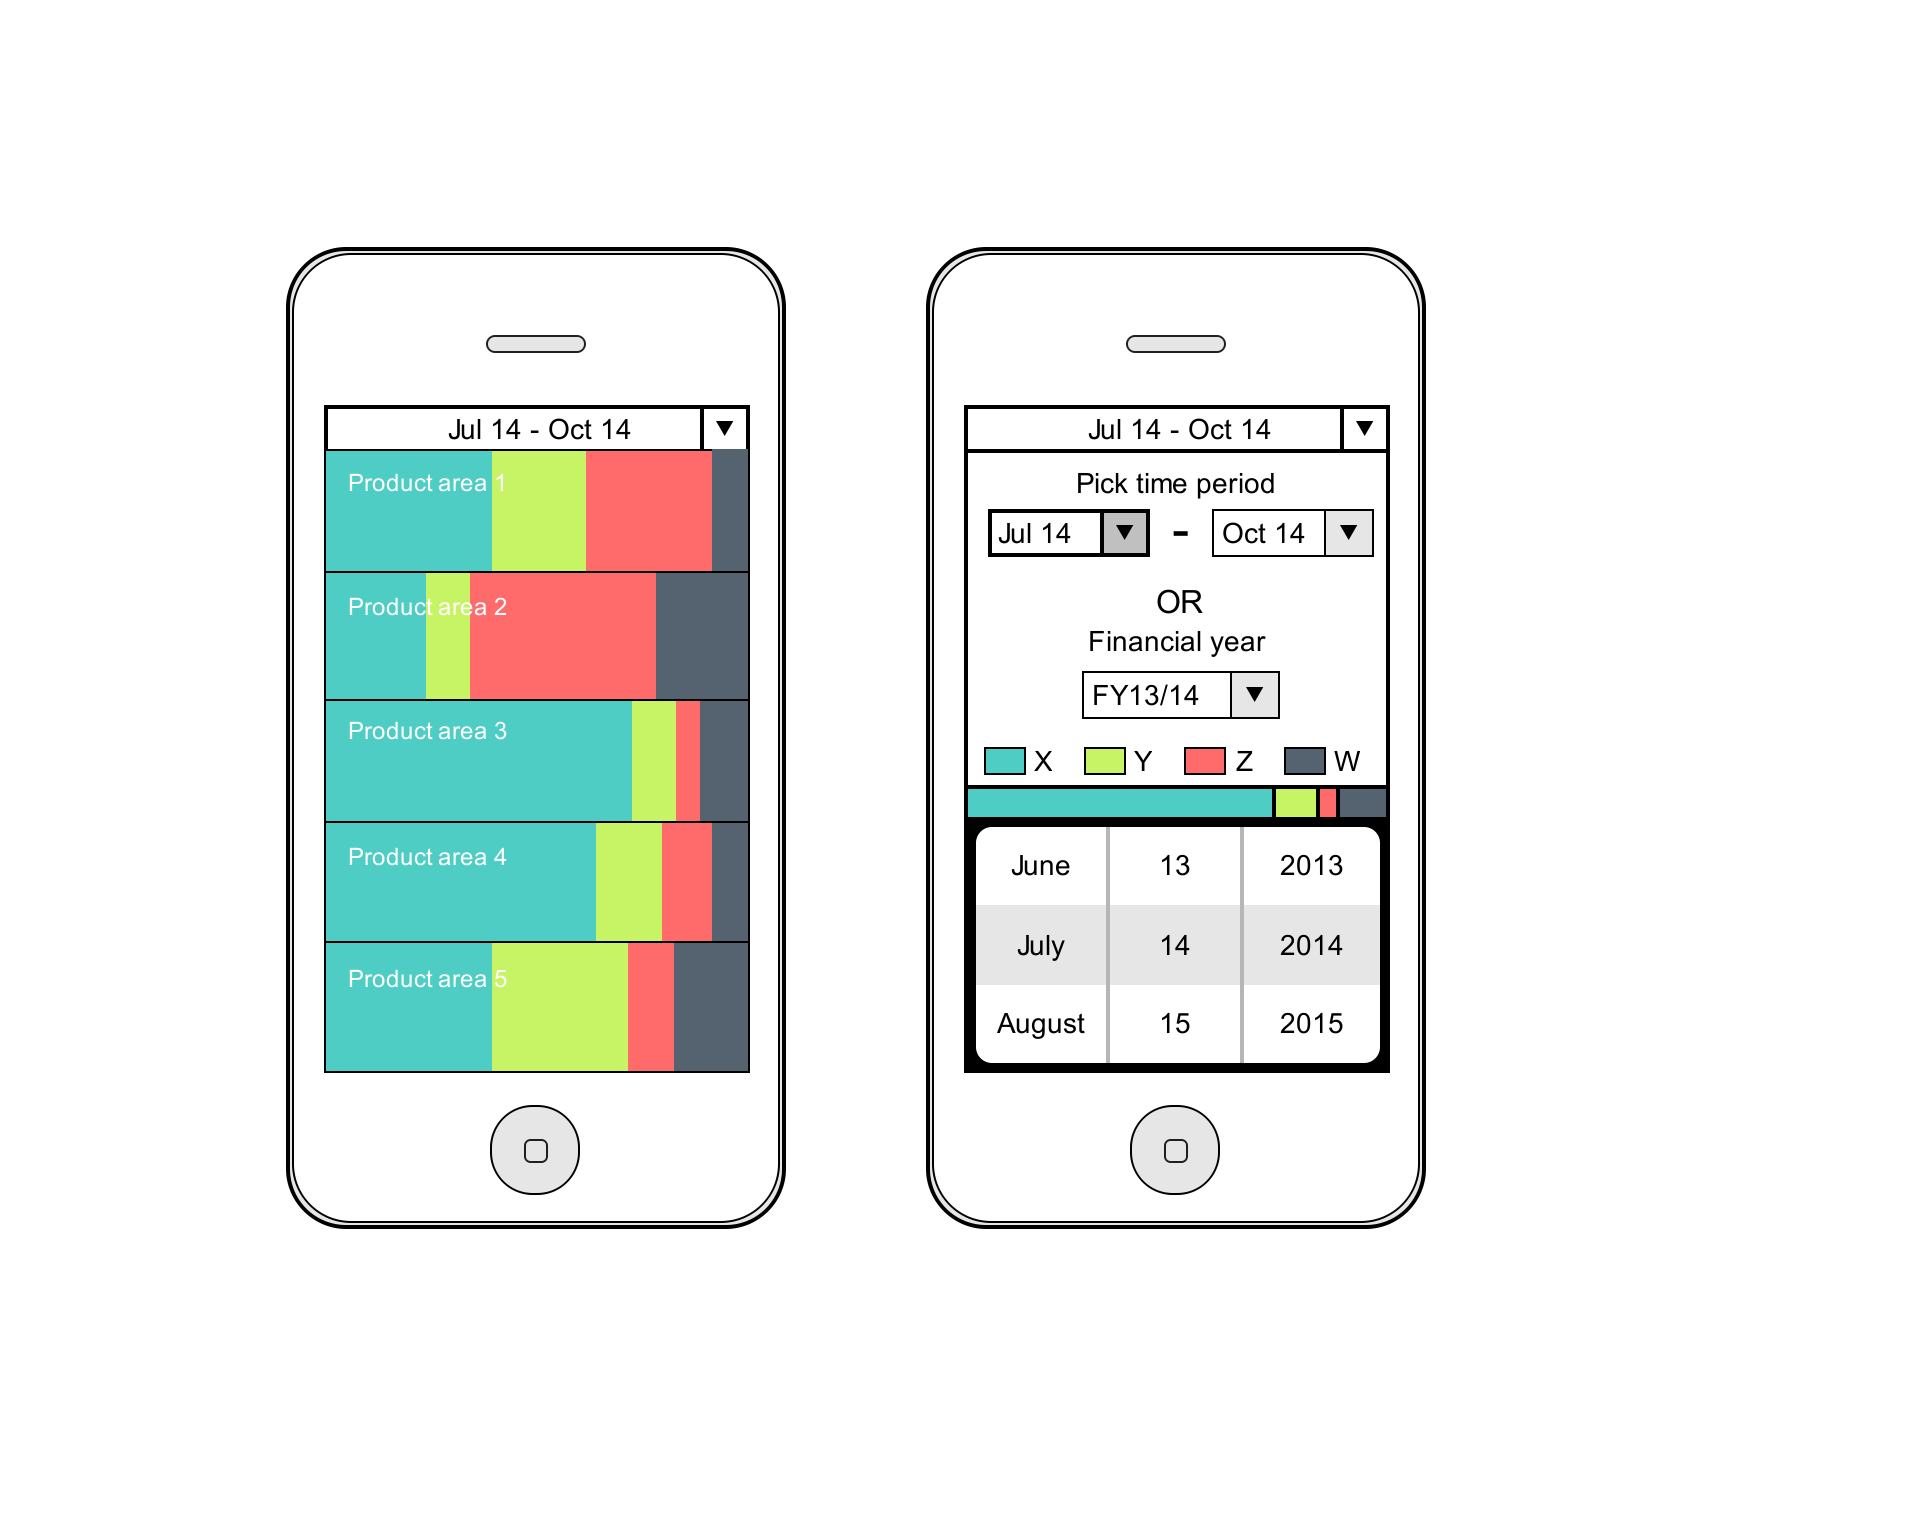 Jul 14 - Oct 14
Product area 1
Product area 2
Product area 3
Product area 4
Product area 5
Jul 14 - Oct 14
Pick time period
Jul 14 - Oct 14
OR
Financial year
FY13/14
X Y Z W
June 13 2013
July 14 2014
August 15 2015